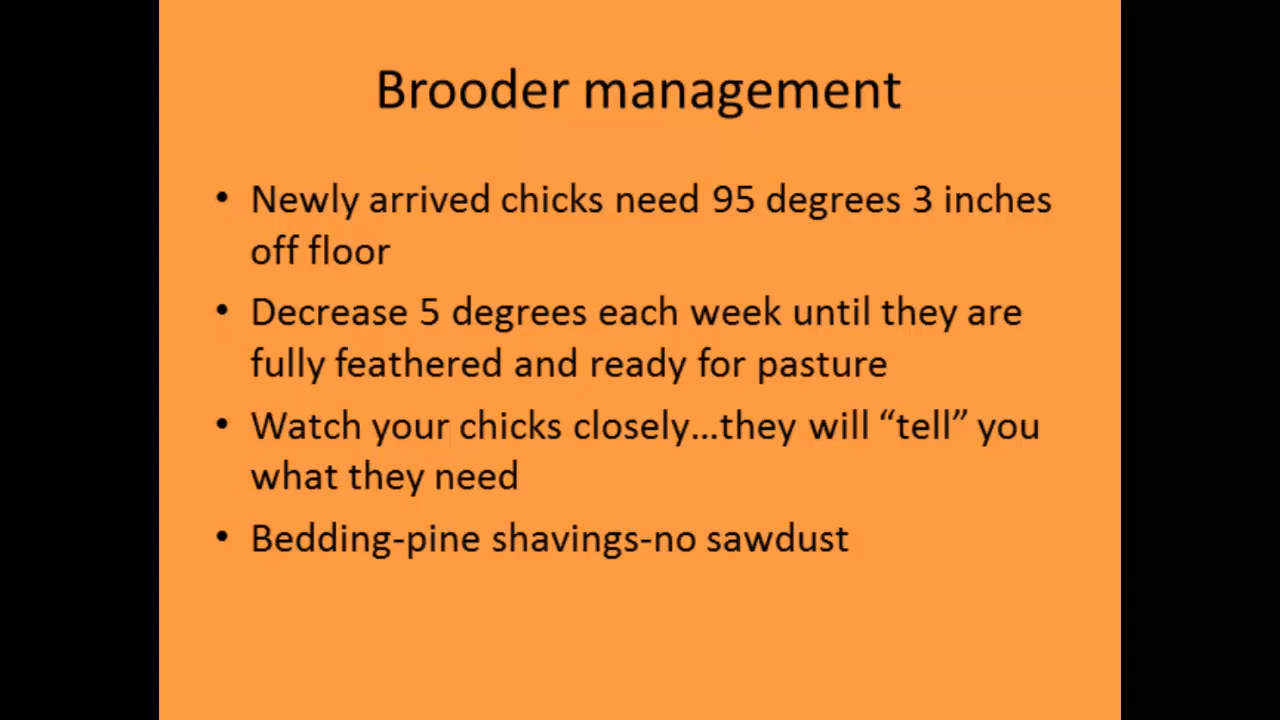 Brooder management
• Newly arrived chicks need 95 degrees 3 inches
off floor
• Decrease 5 degrees each week until they are
fully feathered and ready for pasture
• Watch your chicks closely…they will “tell” you
what they need
• Bedding-pine shavings-no sawdust